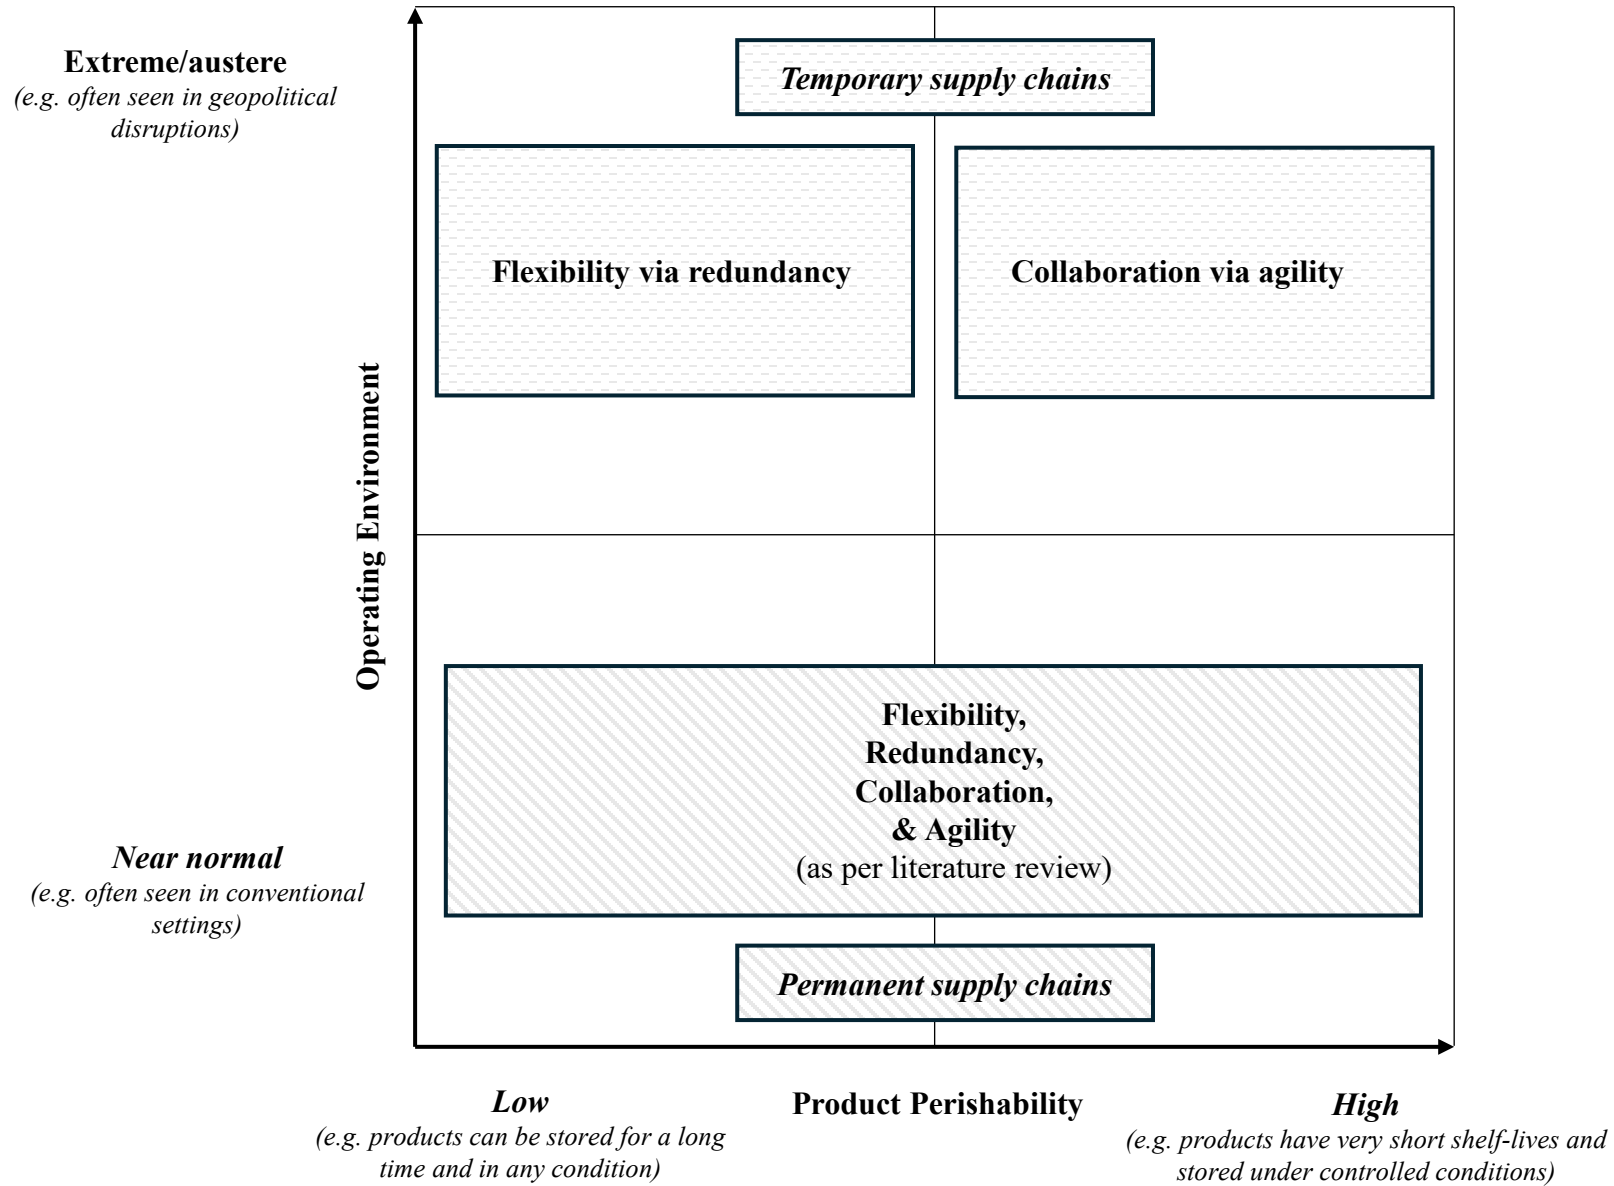 Extreme/austere
(e.g. often seen in geopolitical
disruptions)
Temporary supply chains
Flexibility via redundancy
Collaboration via agility
Operating Environment
Flexibility,
Redundancy,
Collaboration,
& Agility
(as per literature review)
Near normal
(e.g. often seen in conventional
settings)
Permanent supply chains
Low
(e.g. products can be stored for a long
time and in any condition)
Product Perishability
High
(e.g. products have very short shelf-lives and
stored under controlled conditions)